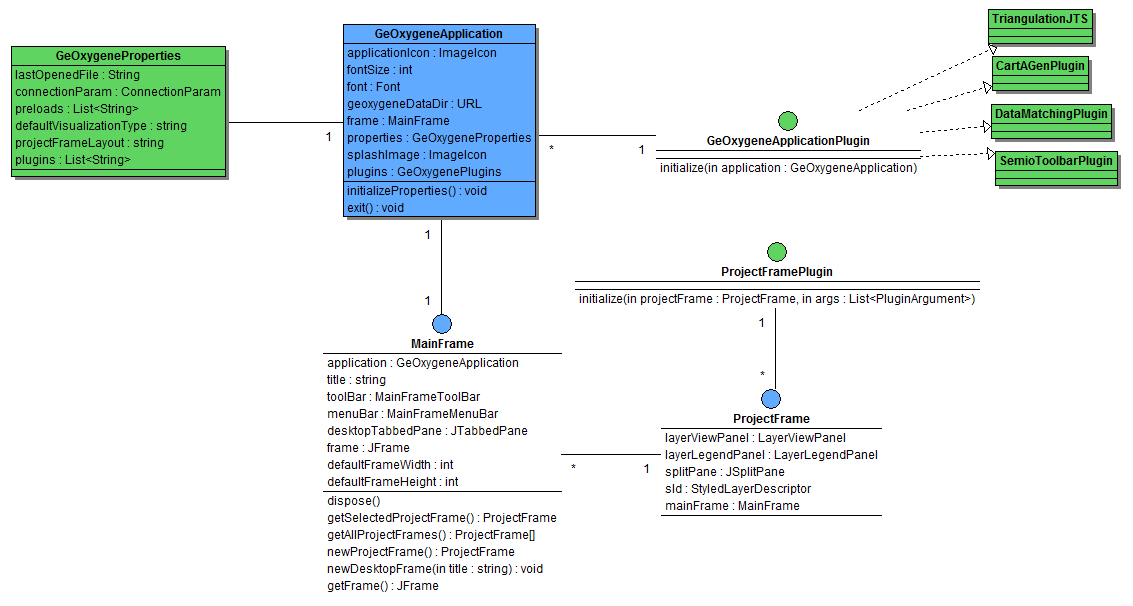 GeOxygeneProperties
lastOpenedFile : String
connectionParam : ConnectionParam
preloads : List<String>
defaultVisualizationType : string
projectFrameLayout : string
plugins : List<String>
1
GeOxygeneApplication
applicationIcon : ImageIcon
fontSize : int
font : Font
geoxygeneDataDir : URL
frame : MainFrame
properties : GeOxygeneProperties
splashImage : ImageIcon
plugins : GeOxygenePlugins
initializeProperties() : void
exit() : void
*
1
GeOxygeneApplicationPlugin
initialize(in application : GeOxygeneApplication)
TriangulationJTS
CartAGenPlugin
DataMatchingPlugin
SemioToolbarPlugin
1
1
MainFrame
application : GeOxygeneApplication
title : string
toolBar : MainFrameToolBar
menuBar : MainFrameMenuBar
desktopTabbedPane : JTabbedPane
frame : JFrame
defaultFrameWidth : int
defaultFrameHeight : int
dispose()
getSelectedProjectFrame() : ProjectFrame
getAllProjectFrames() : ProjectFrame[]
newProjectFrame() : ProjectFrame
newDesktopFrame(in title : string) : void
getFrame() : JFrame
*
1
ProjectFramePlugin
initialize(in projectFrame : ProjectFrame, in args : List<PluginArgument>)
1
*
ProjectFrame
layerViewPanel : LayerViewPanel
layerLegendPanel : LayerLegendPanel
splitPane : JSplitPane
sld : StyledLayerDescriptor
mainFrame : MainFrame